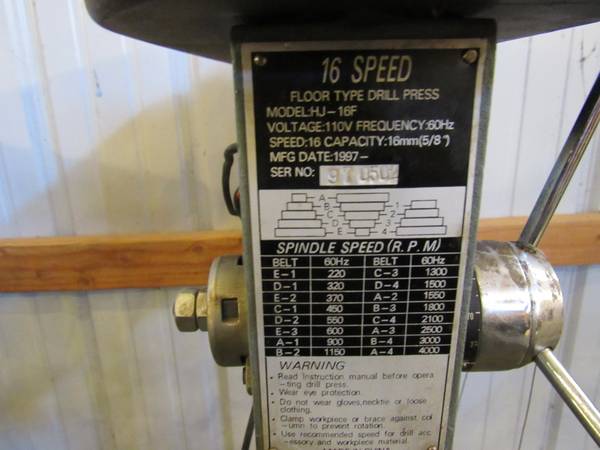 16 SPEED
FLOOR TYPE DRILL PRESS
MODEL:HJ-16F
VOLTAGE:110V FREQUENCY:60Hz
SPEED:16 CAPACITY:16mm(5/8")
MFG DATE:1997-
SER NO:
A
B 1
C 2
D 3
E 4
SPINDLE SPEED (R.P.M)
BELT 60Hz BELT 60Hz
E-1 220 C-3 1300
D-1 320 D-4 1500
E-2 370 A-2 1550
C-1 450 B-3 1800
D-2 550 C-4 2100
E-3 600 A-3 2500
A-1 900 B-4 3000
B-2 1150 A-4 4000
WARNING
• Read Instruction manual before opera
-ting drill press.
• Wear eye protection.
• Do not wear gloves,necktie or loose
clothing.
• Clamp workpiece or brace against col
-umn to prevent rotation.
• Use recommended speed for drill acc
-essory and workpiece material.